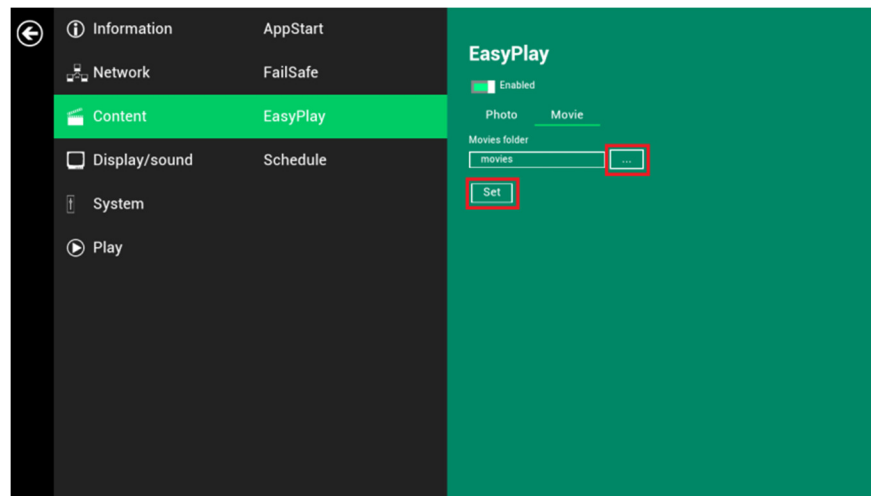 Information
Network
Content
Display/sound
System
Play
AppStart
FailSafe
EasyPlay
Schedule
EasyPlay
Enabled
Photo Movie
Movies folder
movies ...
Set